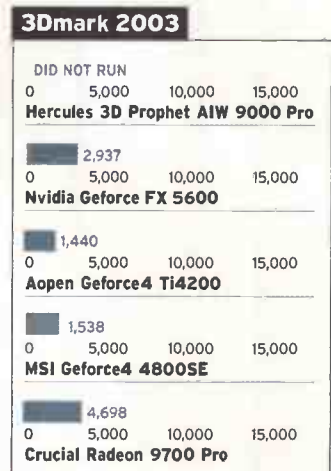 3Dmark 2003
DID NOT RUN
0 5,000 10,000 15,000
Hercules 3D Prophet AIW 9000 Pro
2,937
0 5,000 10,000 15,000
Nvidia Geforce FX 5600
1,440
0 5,000 10,000 15,000
Aopen Geforce4 Ti4200
1,538
0 5,000 10,000 15,000
MSI Geforce4 4800SE
4,698
0 5,000 10,000 15,000
Crucial Radeon 9700 Pro